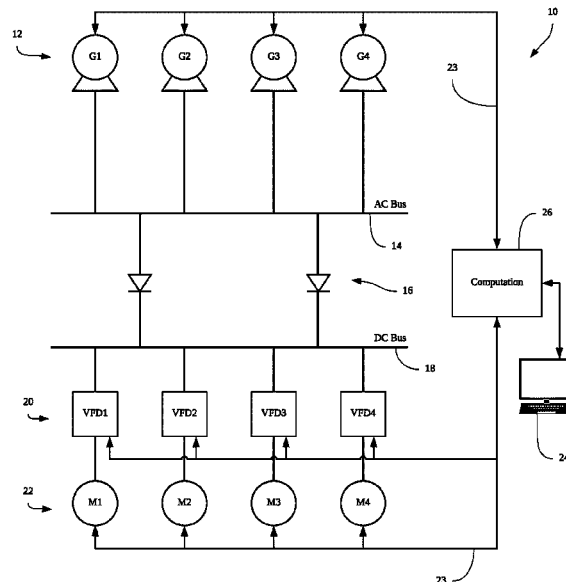 10
12
G1 G2 G3 G4
23
AC Bus
14
26
Computation
16
DC Bus
18
20
VFD1 VFD2 VFD3 VFD4
24
22
M1 M2 M3 M4
23